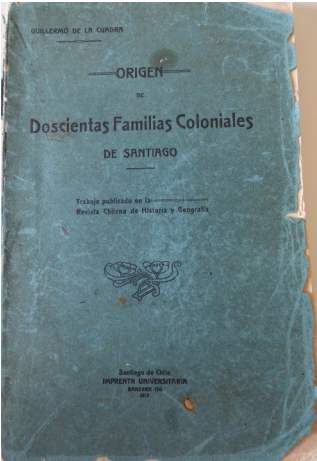 GUILLERMO DE LA CUADRA
ORIGEN
DE
Doscientas Familias Coloniales
DE SANTIAGO
Trabajo publicado en la
Revista Chilena de Historia y Geografía
Santiago de Chile
IMPRENTA UNIVERSITARIA
BANDERA 130